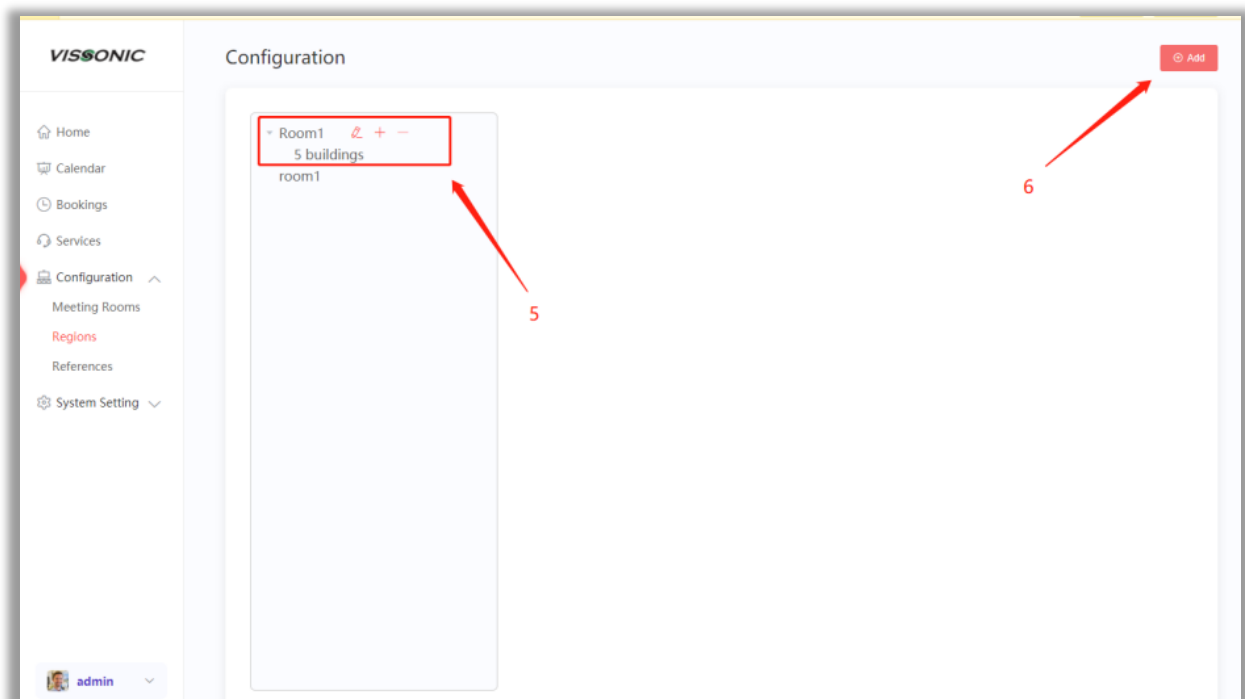 VISSONIC
Configuration
Add
Home
Calendar
Bookings
Services
Configuration
Meeting Rooms
Regions
References
System Setting
admin
Room1
5 buildings
room1
5
6